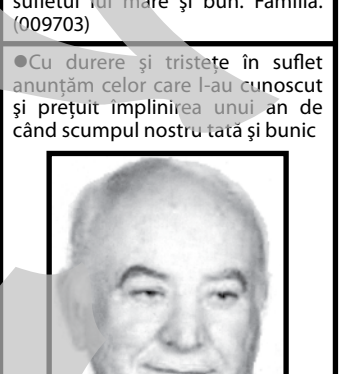 sufletul lui mare şi bun. Familia.
(009703)
●Cu durere şi tristeţe în suflet
anunţăm celor care l-au cunoscut
şi preţuit împlinirea unui an de
când scumpul nostru tată şi bunic